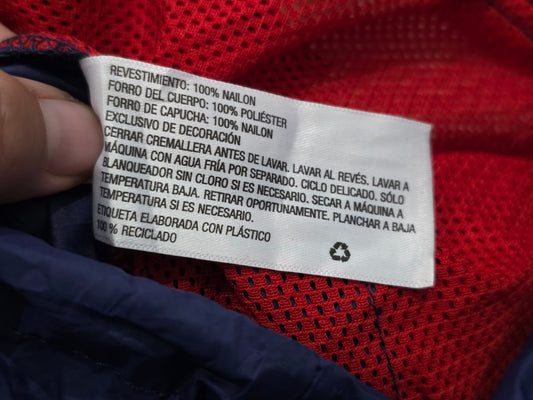 REVESTIMIENTO: 100% NAILON
FORRO DEL CUERPO: 100% POLIÉSTER
FORRO DE CAPUCHA: 100% NAILON
EXCLUSIVO DE DECORACIÓN
CERRAR CREMALLERA ANTES DE LAVAR. LAVAR AL REVÉS. LAVAR A
MÁQUINA CON AGUA FRÍA POR SEPARADO. CICLO DELICADO. SÓLO
BLANQUEADOR SIN CLORO SI ES NECESARIO. SECAR A MÁQUINA A
TEMPERATURA BAJA. RETIRAR OPORTUNAMENTE. PLANCHAR A BAJA
TEMPERATURA SI ES NECESARIO.
ETIQUETA ELABORADA CON PLÁSTICO
100 % RECICLADO